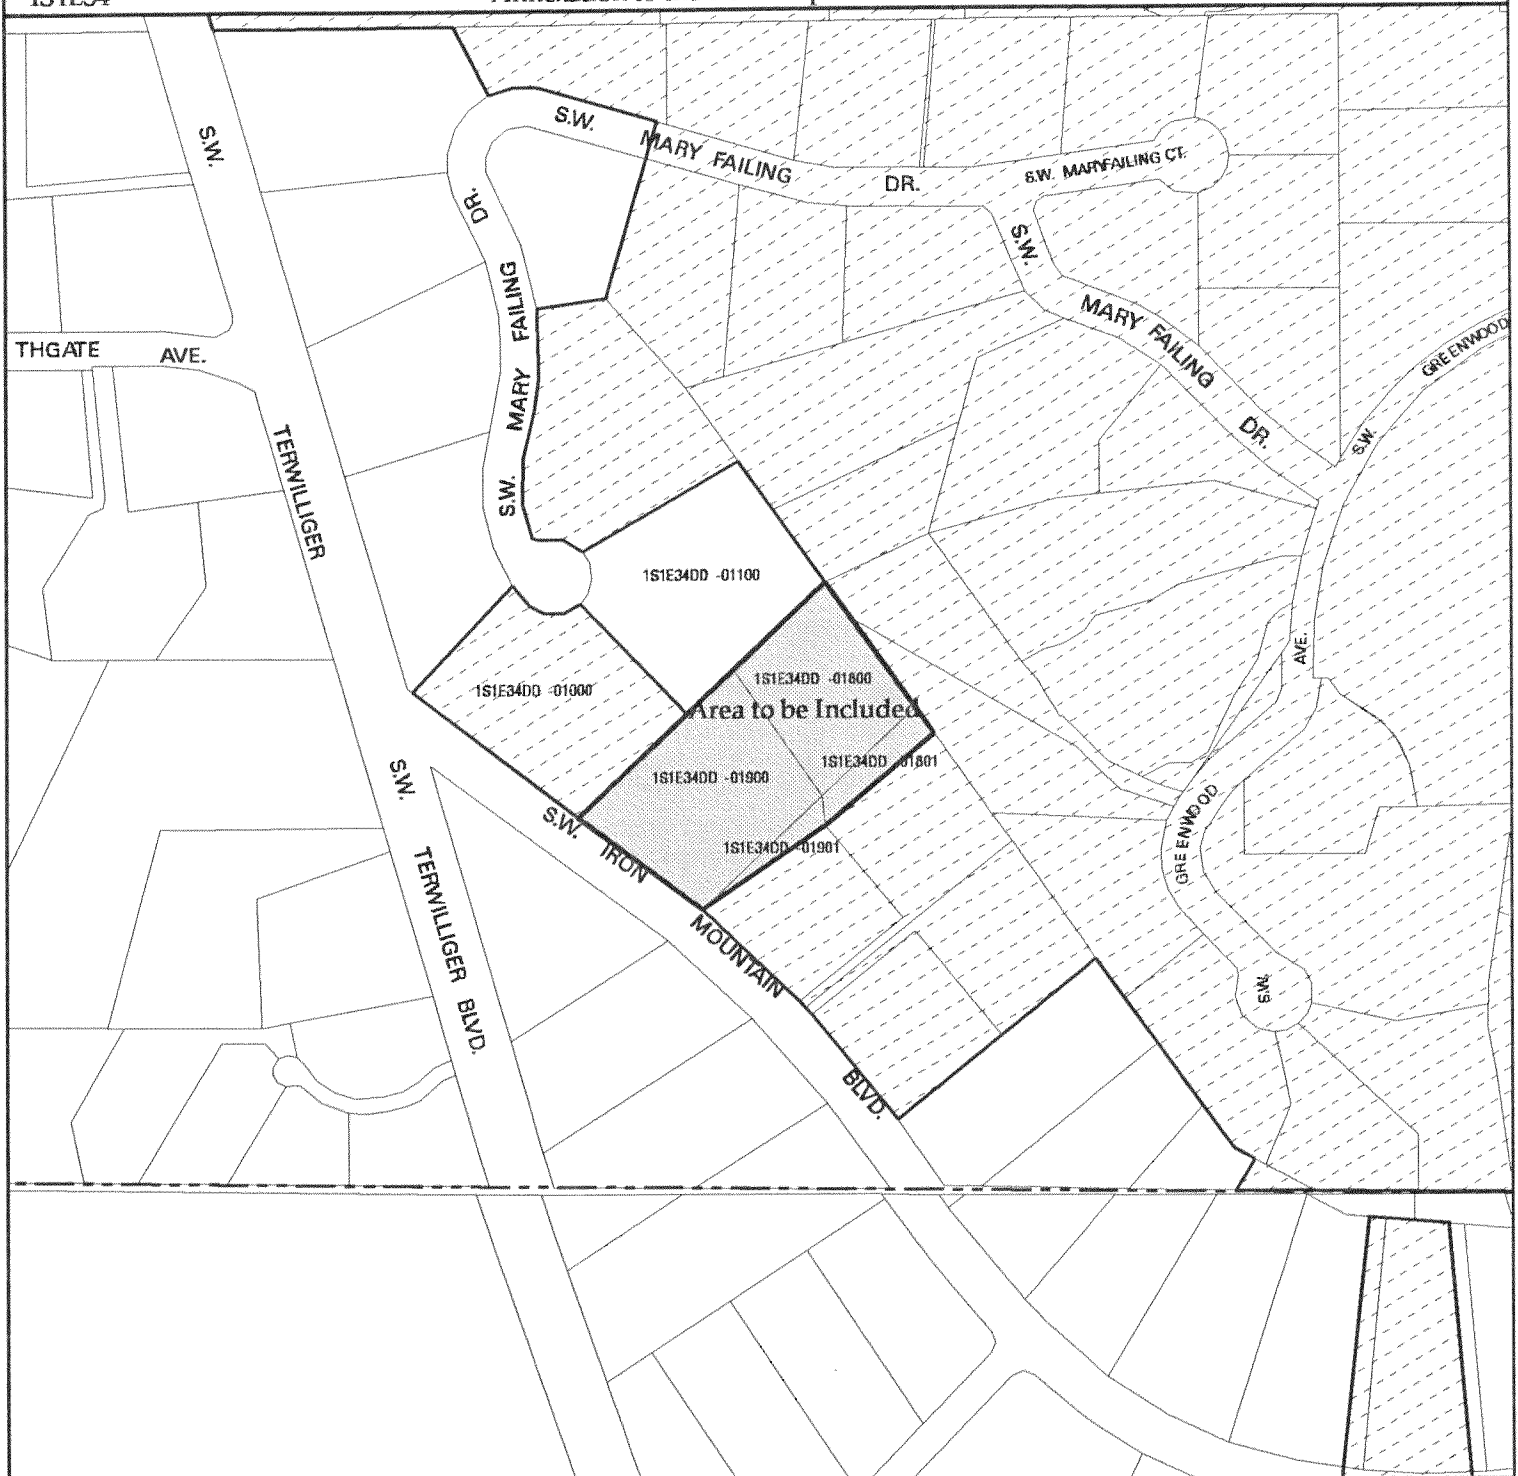 1S1E34
S.W.
S.W.
MARY FAILING
DR.
S.W. MARYFAILING CT.
DR.
S.W.
MARY FAILING
MARY FAILING
GREENWOOD
THGATE AVE.
DR.
S.W.
S.W.
TERWILLIGER
1S1E34DD -01100
AVE.
1S1E34DD -01800
1S1E34DD -01000
Area to be Included
1S1E34DD -01801
1S1E34DD -01900
S.W.
S.W.
IRON
1S1E34DD -01901
GREENWOOD
TERWILLIGER BLVD.
MOUNTAIN
S.W.
BLVD.